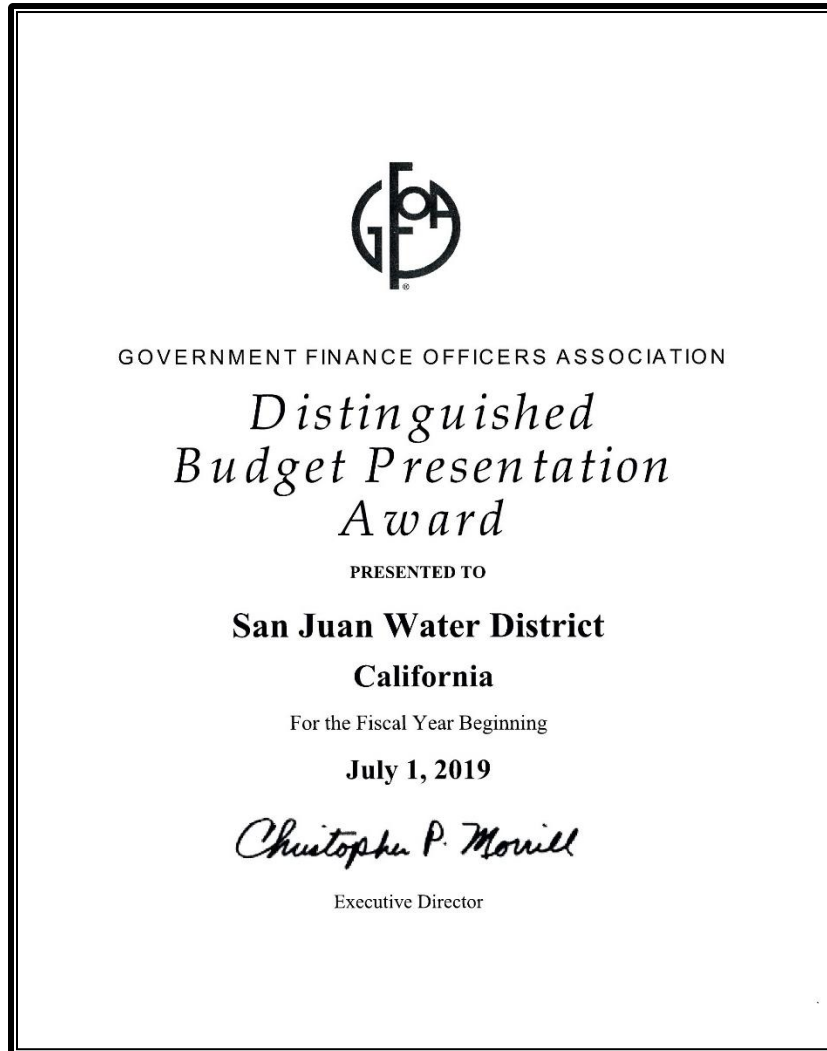 GFOA
®
GOVERNMENT FINANCE OFFICERS ASSOCIATION
Distinguished
Budget Presentation
Award
PRESENTED TO
San Juan Water District
California
For the Fiscal Year Beginning
July 1, 2019
Christopher P. Morrill
Executive Director